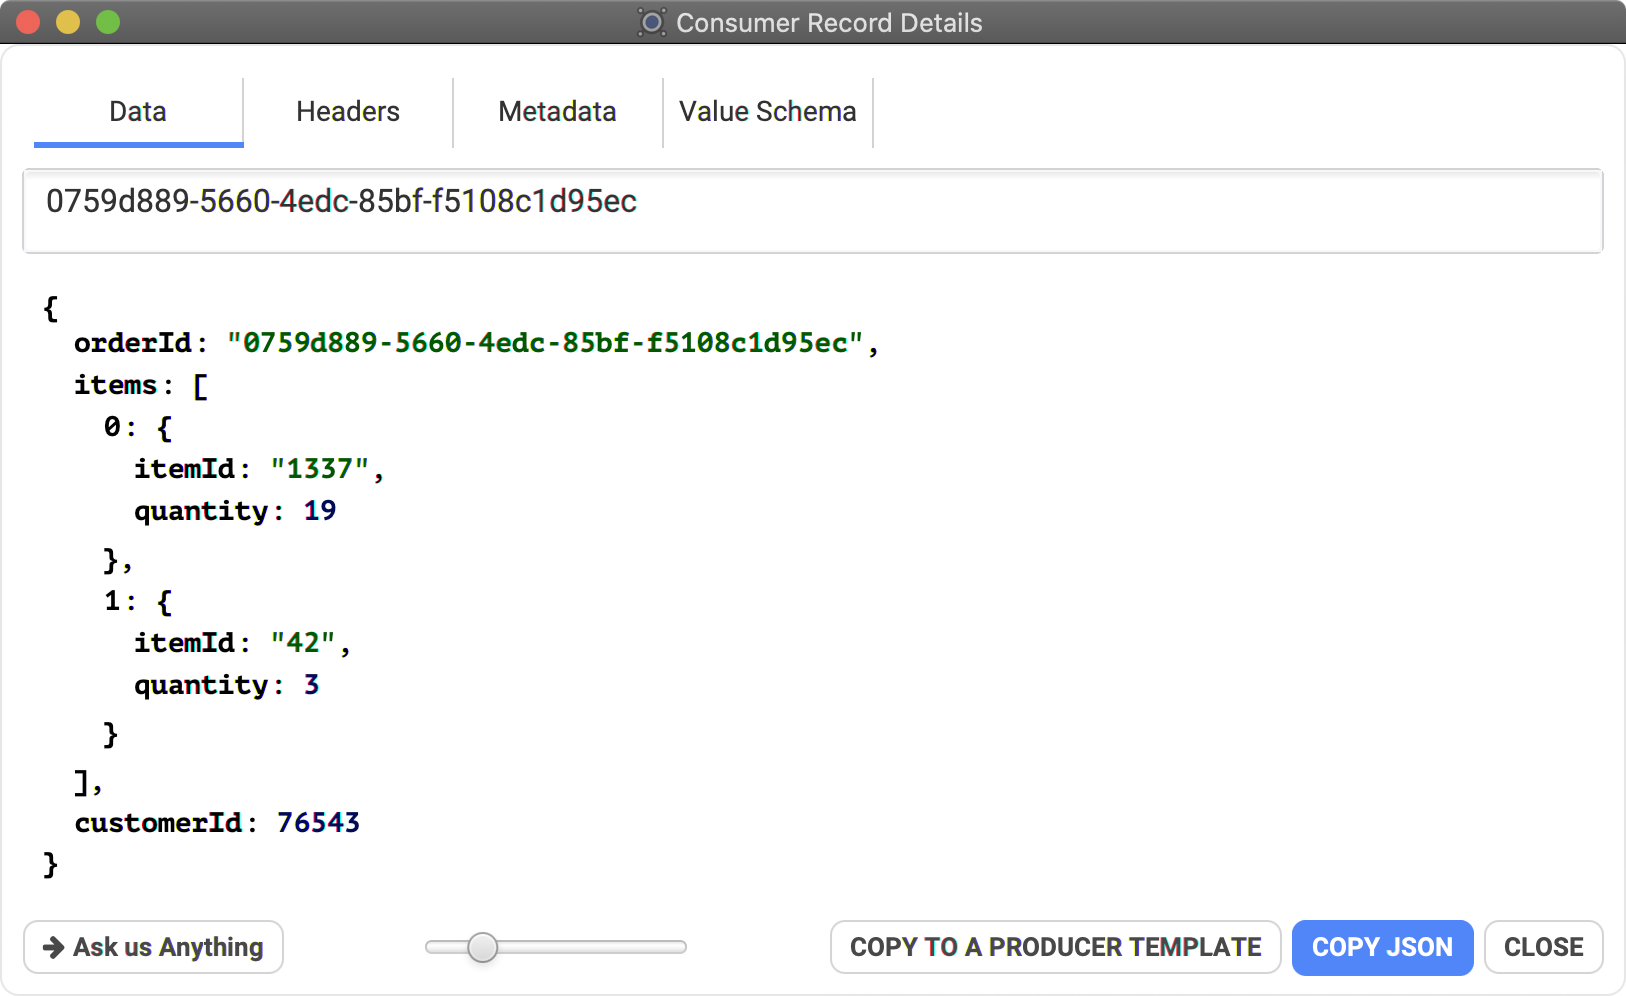 Consumer Record Details
Data Headers Metadata Value Schema
0759d889-5660-4edc-85bf-f5108c1d95ec
{
orderId: "0759d889-5660-4edc-85bf-f5108c1d95ec",
items: [
0: {
itemId: "1337",
quantity: 19
},
1: {
itemId: "42",
quantity: 3
}
],
customerId: 76543
}
Ask us Anything COPY TO A PRODUCER TEMPLATE COPY JSON CLOSE